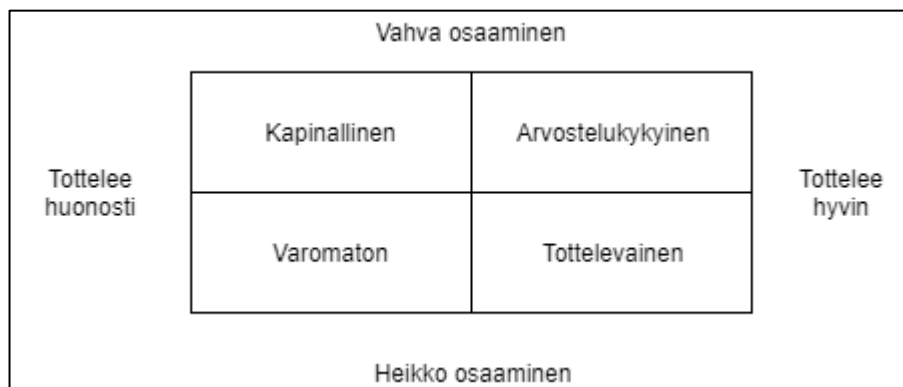 Vahva osaaminen
Kapinallinen
Arvostelukykyinen
Tottelee
huonosti
Tottelee
hyvin
Varomaton
Tottelevainen
Heikko osaaminen